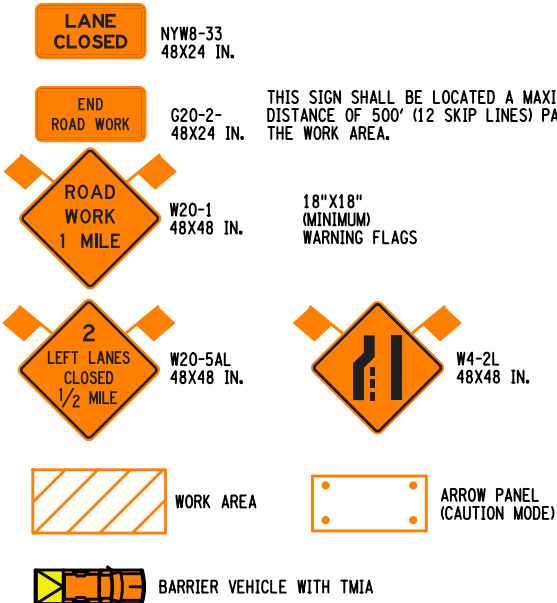 LANE
CLOSED
NYW8-33
48X24 IN.
END
ROAD WORK
G20-2-
48X24 IN.
THIS SIGN SHALL BE LOCATED A
DISTANCE OF 500' (12 SKIP LINES)
THE WORK AREA.
ROAD
WORK
1 MILE
W20-1
48X48 IN.
18"X18"
(MINIMUM)
WARNING FLAGS
2
LEFT LANES
CLOSED
1/2 MILE
W20-5AL
48X48 IN.
W4-2L
48X48 IN.
WORK AREA
ARROW PANEL
(CAUTION MODE)
BARRIER VEHICLE WITH TMIA